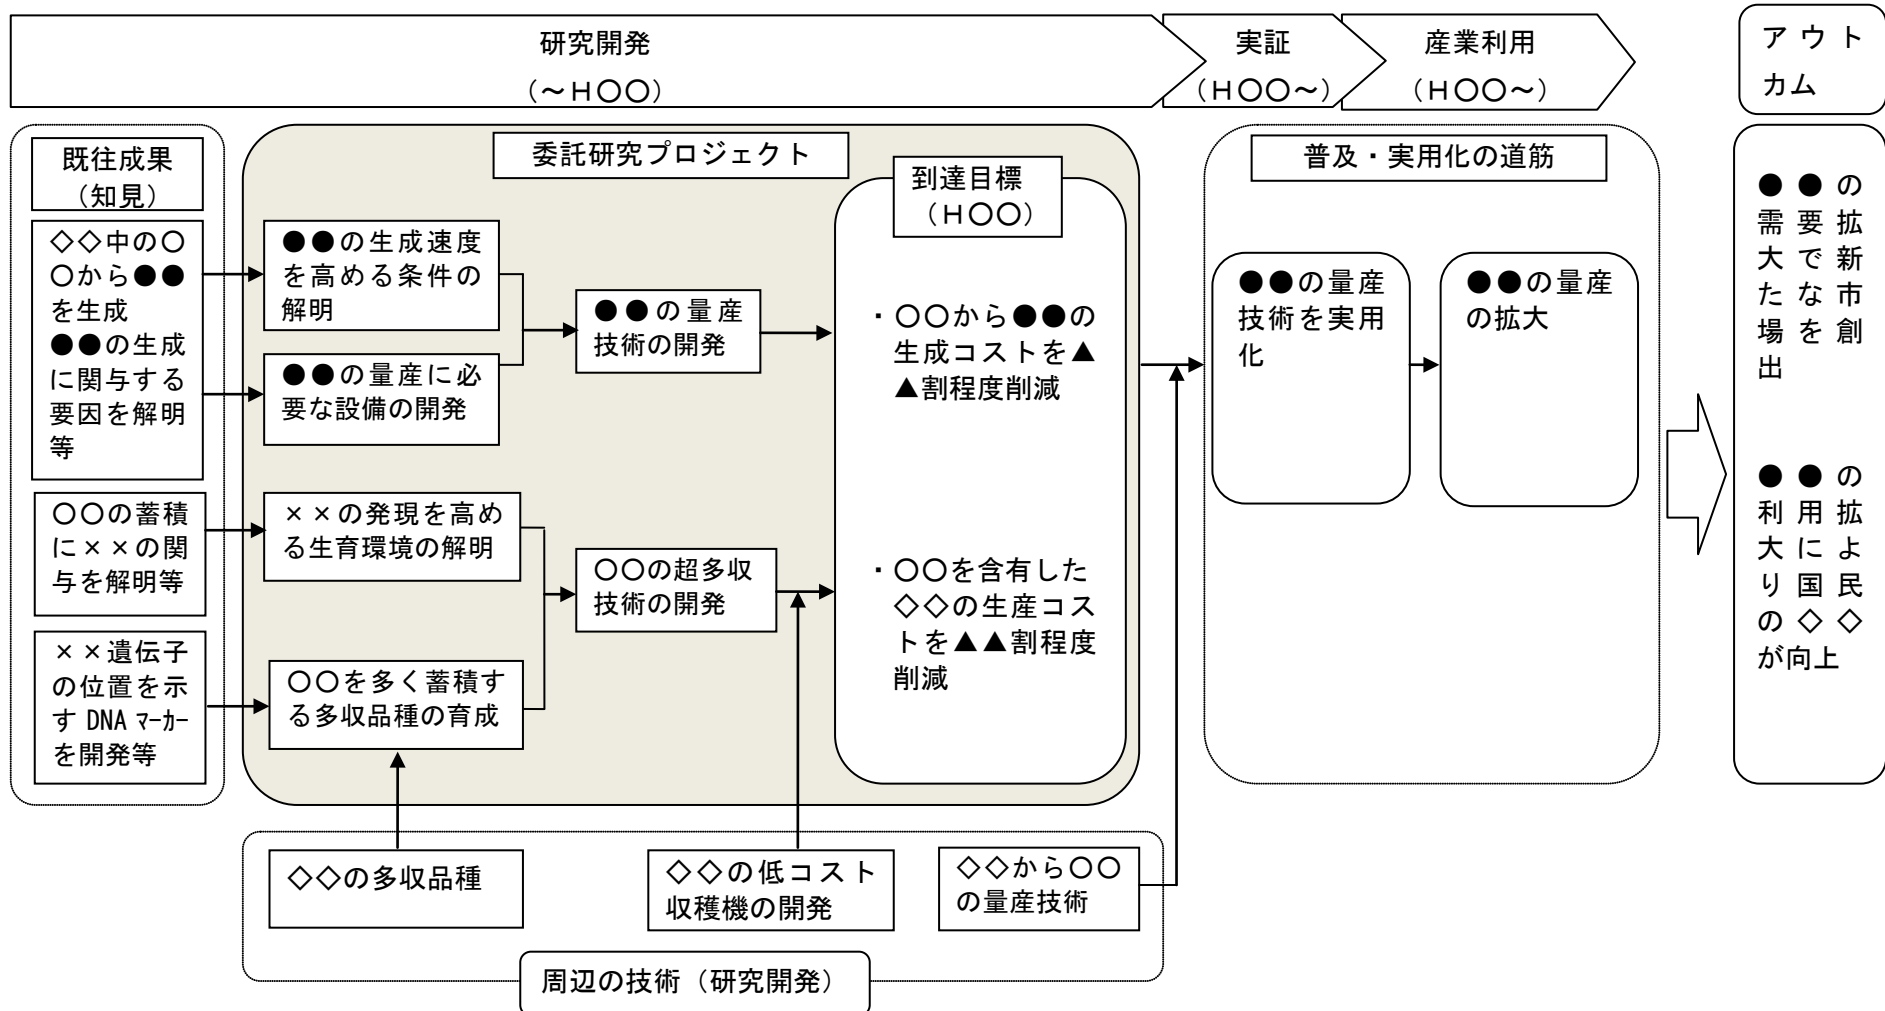 研究開発
(～H〇〇)
実証
(H〇〇～)
産業利用
(H〇〇～)
アウト
カム
既往成果
(知見)
◇◇中の〇
〇から●●
を生成
●●の生成
に関与する
要因を解明
等
〇〇の蓄積
に××の関
与を解明等
××遺伝子
の位置を示
す DNA ﾏｰｶｰ
を開発等
委託研究プロジェクト
●●の生成速度
を高める条件の
解明
●●の量産に必
要な設備の開発
●●の量産
技術の開発
××の発現を高め
る生育環境の解明
〇〇を多く蓄積す
る多収品種の育成
〇〇の超多収
技術の開発
到達目標
(H〇〇)
・〇〇から●●の
生成コストを▲
▲割程度削減
・〇〇を含有した
◇◇の生産コス
トを▲▲割程度
削減
普及・実用化の道筋
●●の量産
技術を実用
化
●●の量産
の拡大
●●の
需要拡
大で新
たな市
場を創
出
●●の
利用拡
大によ
り国民
の◇◇
が向上
◇◇の多収品種
◇◇の低コスト
収穫機の開発
◇◇から〇〇
の量産技術
周辺の技術（研究開発）